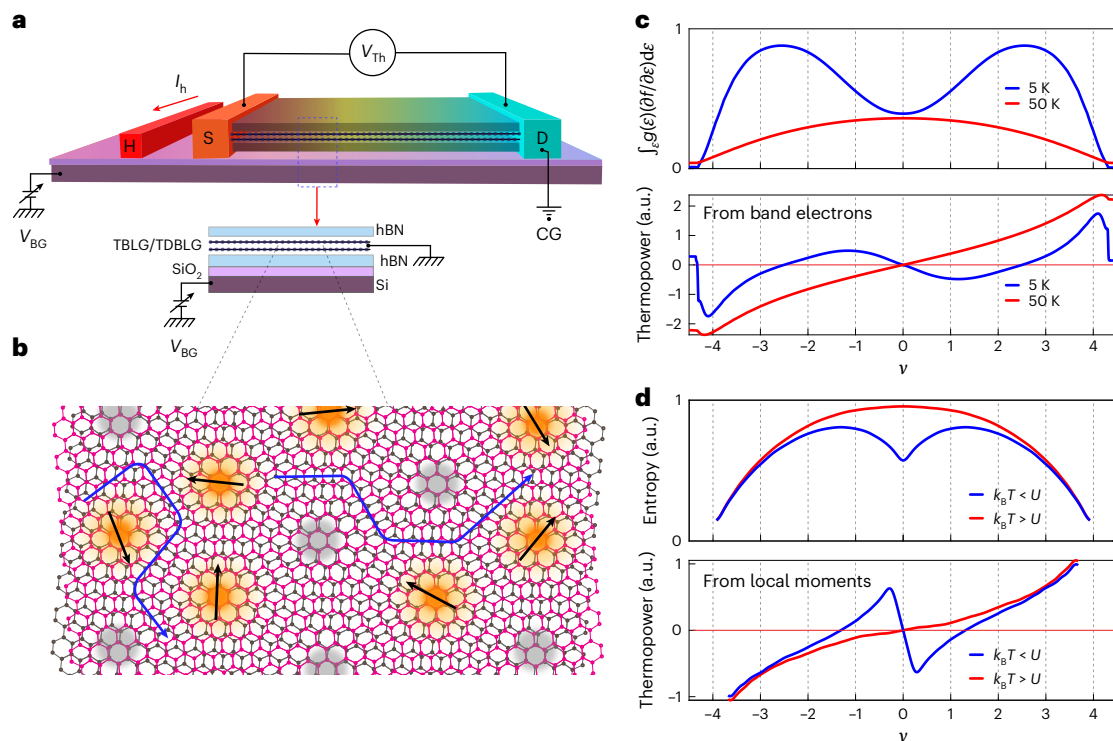 a
V_Th
I_h
H
S
D
V_BG
CG
hBN
TBLG/TDBLG
hBN
SiO₂
Si
V_BG
b
c
∫_ε g(ε)(∂f/∂ε)dε
1
0
5 K
50 K
Thermopower (a.u.)
2
1
0
−1
−2
From band electrons
5 K
50 K
−4 −3 −2 −1 0 1 2 3 4
ν
d
Entropy (a.u.)
1
0
k_BT < U
k_BT > U
Thermopower (a.u.)
1
0
−1
From local moments
k_BT < U
k_BT > U
−4 −3 −2 −1 0 1 2 3 4
ν